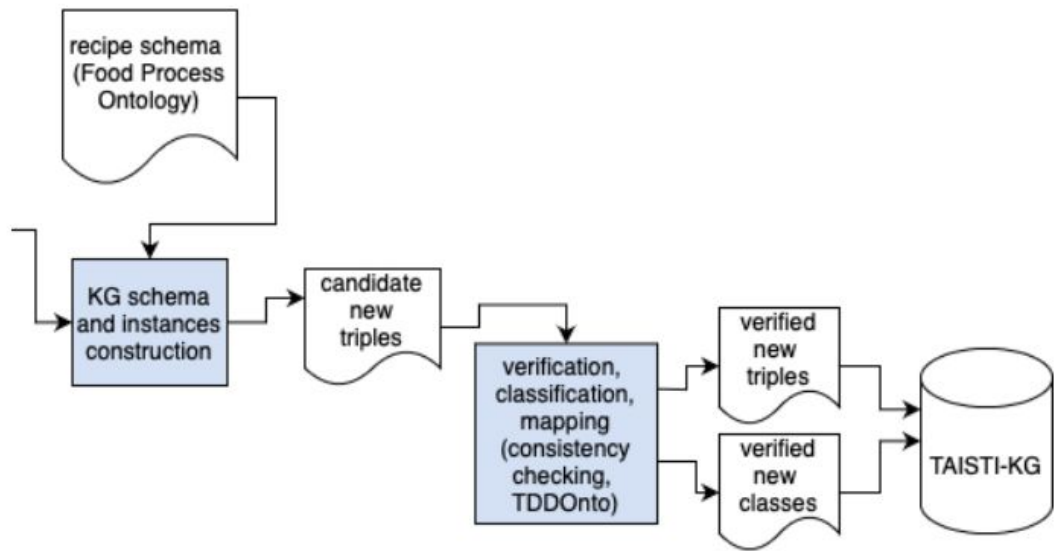 recipe schema
(Food Process
Ontology)
KG schema
and instances
construction
candidate
new
triples
verification,
classification,
mapping
(consistency
checking,
TDDOnto)
verified
new
triples
verified
new
classes
TAISTI-KG